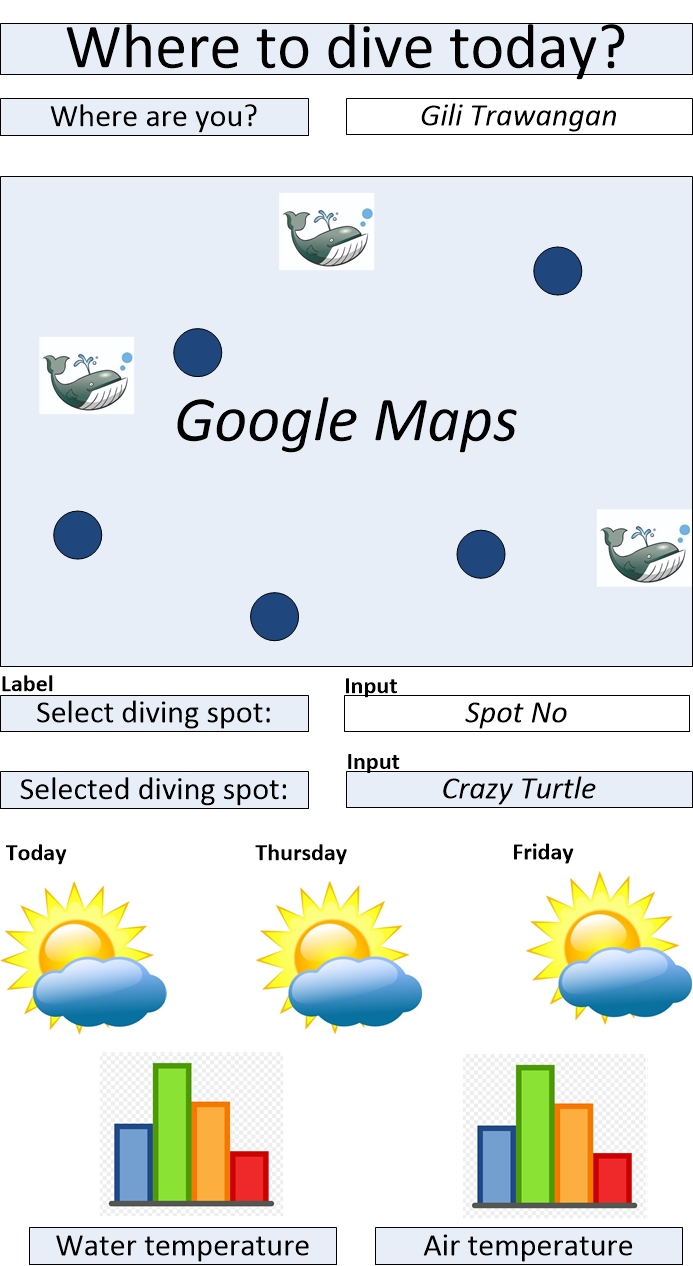 Where to dive today?
Where are you?
Gili Trawangan
Google Maps
Label
Input
Select diving spot:
Spot No
Input
Selected diving spot:
Crazy Turtle
Today
Thursday
Friday
Water temperature
Air temperature